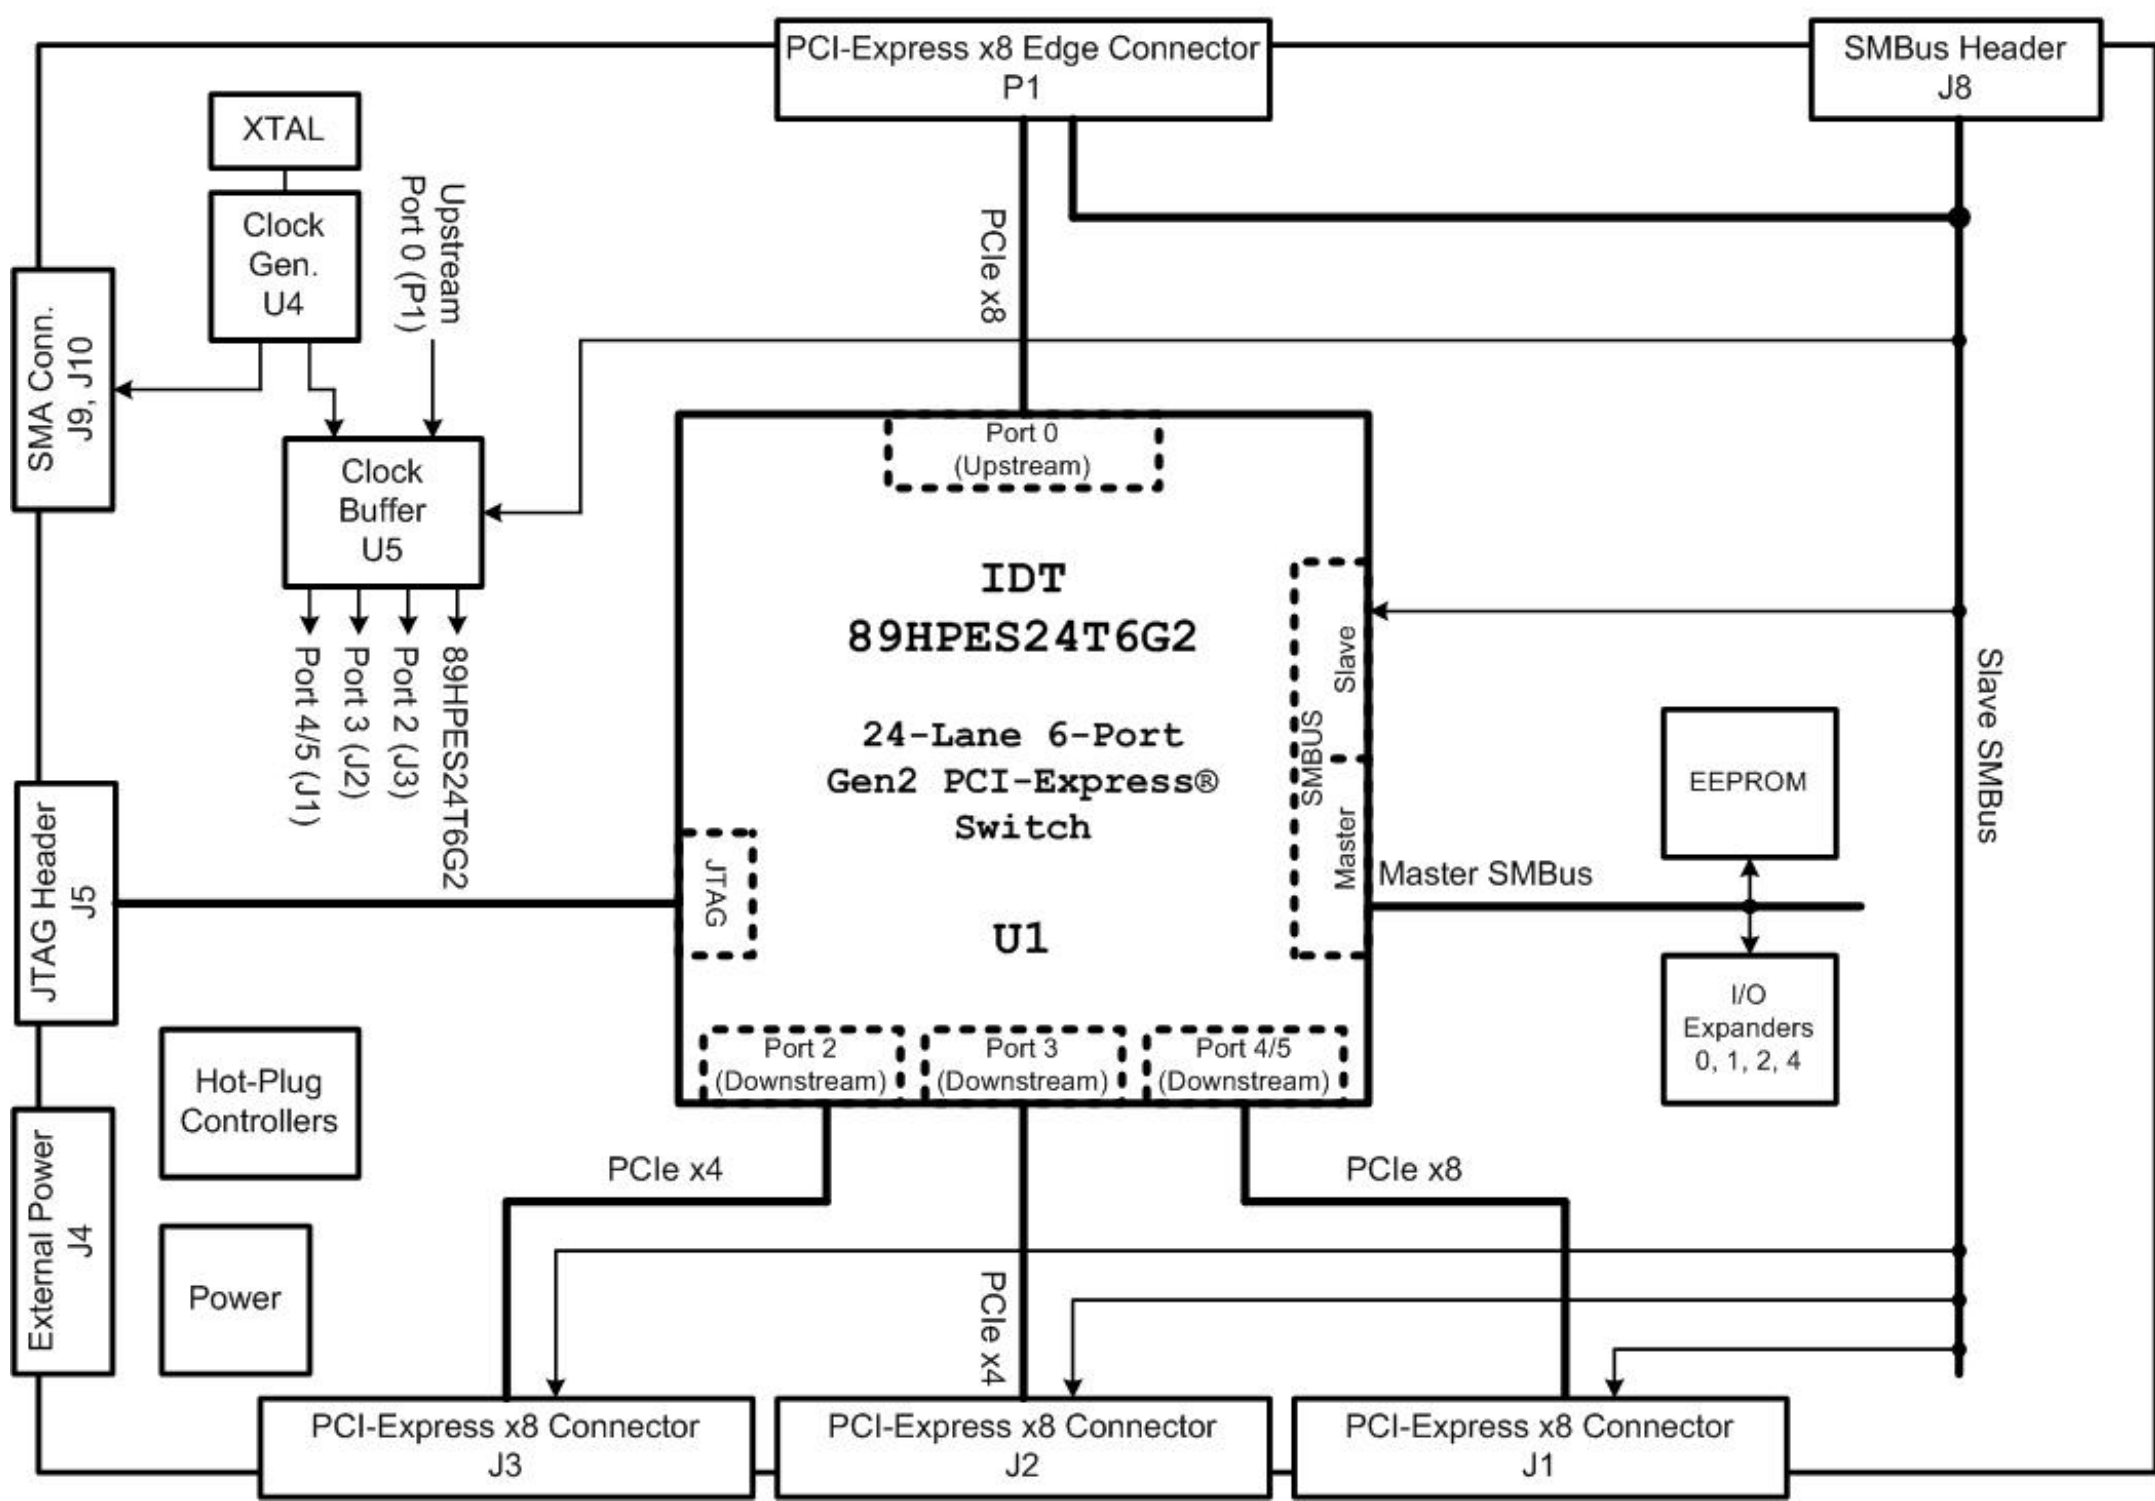 PCI-Express x8 Edge Connector
P1
SMBus Header
J8
XTAL
Clock
Gen.
U4
Upstream
Port 0 (P1)
PCIe x8
SMA Conn.
J9, J10
Clock
Buffer
U5
Port 4/5 (J1)
Port 3 (J2)
Port 2 (J3)
89HPES24T6G2
Port 0
(Upstream)
IDT
89HPES24T6G2
24-Lane 6-Port
Gen2 PCI-Express®
Switch
U1
SMBUS
Slave
Master
JTAG
Slave SMBus
EEPROM
Master SMBus
I/O
Expanders
0, 1, 2, 4
JTAG Header
J5
Hot-Plug
Controllers
Port 2
(Downstream)
Port 3
(Downstream)
Port 4/5
(Downstream)
External Power
J4
Power
PCIe x4
PCIe x4
PCIe x8
PCI-Express x8 Connector
J3
PCI-Express x8 Connector
J2
PCI-Express x8 Connector
J1